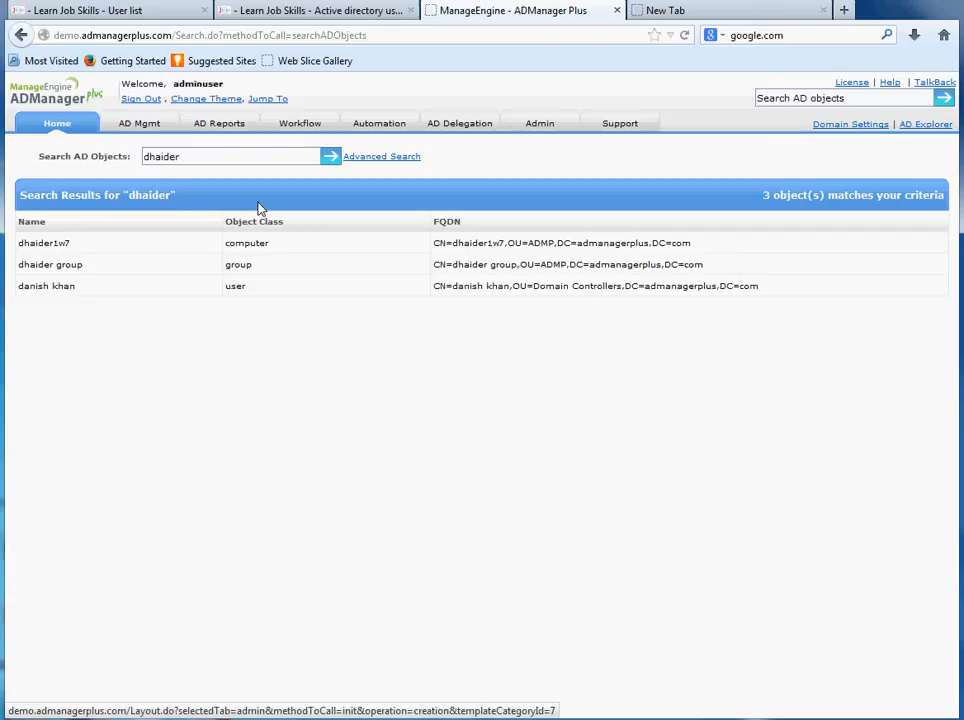 - Learn Job Skills - User list
- Learn Job Skills - Active directory us...
ManageEngine - ADManager Plus
New Tab
demo.admanagerplus.com/Search.do?methodToCall=searchADObjects
google.com
Most Visited Getting Started Suggested Sites Web Slice Gallery
ManageEngine
ADManager plus
Welcome, adminuser
Sign Out , Change Theme, Jump To
License | Help | TalkBack
Search AD objects
Home AD Mgmt AD Reports Workflow Automation AD Delegation Admin Support
Domain Settings | AD Explorer
Search AD Objects: dhaider Advanced Search
Search Results for "dhaider" 3 object(s) matches your criteria
Name Object Class FQDN
dhaider1w7 computer CN=dhaider1w7,OU=ADMP,DC=admanagerplus,DC=com
dhaider group group CN=dhaider group,OU=ADMP,DC=admanagerplus,DC=com
danish khan user CN=danish khan,OU=Domain Controllers,DC=admanagerplus,DC=com
demo.admanagerplus.com/Layout.do?selectedTab=admin&methodToCall=init&operation=creation&templateCategoryId=7